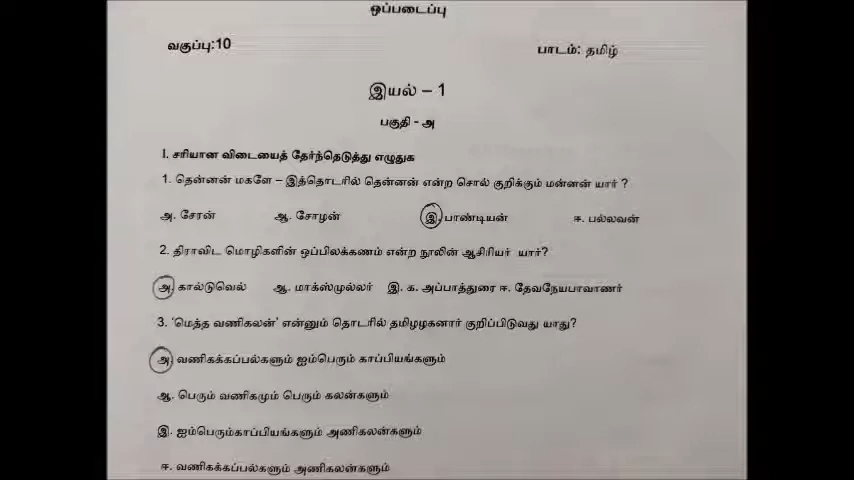 ஒப்படைப்பு
வகுப்பு:10 பாடம்: தமிழ்
இயல் – 1
பகுதி - அ
I. சரியான விடையைத் தேர்ந்தெடுத்து எழுதுக
1. தென்னன் மகளே – இத்தொடரில் தென்னன் என்ற சொல் குறிக்கும் மன்னன் யார் ?
அ. சேரன் ஆ. சோழன் இ. பாண்டியன் ஈ. பல்லவன்
2. திராவிட மொழிகளின் ஒப்பிலக்கணம் என்ற நூலின் ஆசிரியர் யார்?
அ. கால்டுவெல் ஆ. மாக்ஸ்முல்லர் இ. க. அப்பாத்துரை ஈ. தேவநேயபாவாணர்
3. ‘மெத்த வணிகலன்’ என்னும் தொடரில் தமிழழகனார் குறிப்பிடுவது யாது?
அ. வணிகக்கப்பல்களும் ஐம்பெரும் காப்பியங்களும்
ஆ. பெரும் வணிகமும் பெரும் கலன்களும்
இ. ஐம்பெரும்காப்பியங்களும் அணிகலன்களும்
ஈ. வணிகக்கப்பல்களும் அணிகலன்களும்